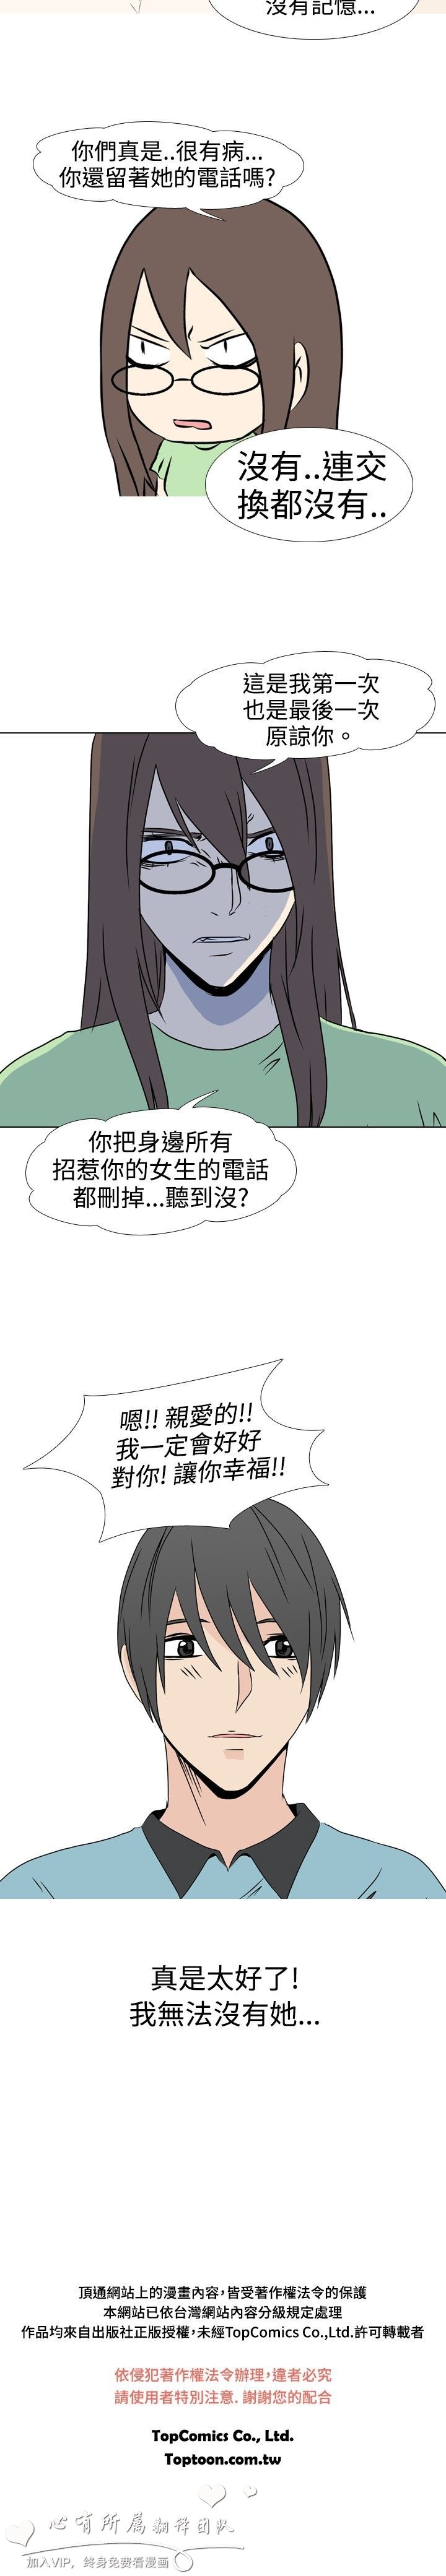 沒有記憶...
你們真是..很有病...
你還留著她的電話嗎?
沒有..連交
換都沒有..
這是我第一次
也是最後一次
原諒你。
你把身邊所有
招惹你的女生的電話
都刪掉...聽到沒?
嗯!! 親愛的!!
我一定會好好
對你! 讓你幸福!!
真是太好了!
我無法沒有她...
頂通網站上的漫畫內容,皆受著作權法令的保護
本網站已依台灣網站內容分級規定處理
作品均來自出版社正版授權,未經TopComics Co.,Ltd.許可轉載者
依侵犯著作權法令辦理,違者必究
請使用者特別注意. 謝謝您的配合
TopComics Co., Ltd.
Toptoon.com.tw
心有所属翻译团队
加入VIP，终身免费看漫画